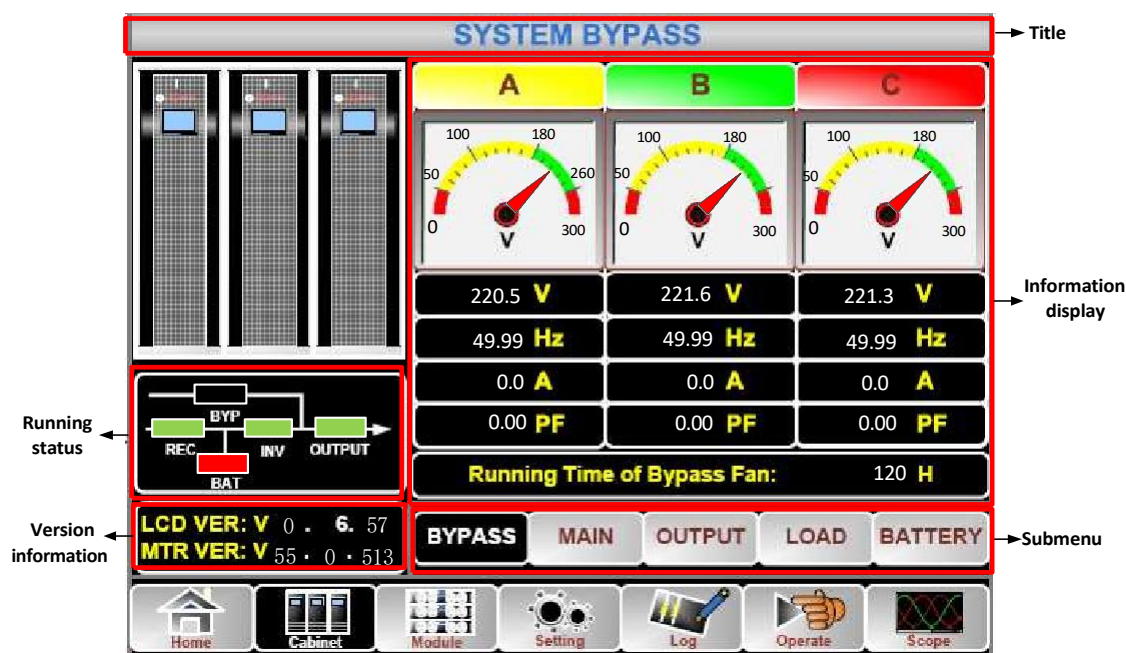 SYSTEM BYPASS
Title
A B C
100 180
50 260
0 300
V
100 180
50
0 300
V
100 180
50
0 300
V
220.5 V 221.6 V 221.3 V
49.99 Hz 49.99 Hz 49.99 Hz
0.0 A 0.0 A 0.0 A
0.00 PF 0.00 PF 0.00 PF
Running Time of Bypass Fan: 120 H
Information
display
Running
status
BYP
REC INV OUTPUT
BAT
Version
information
LCD VER: V 0 . 6. 57
MTR VER: V 55 . 0 . 513
BYPASS MAIN OUTPUT LOAD BATTERY
Submenu
Home Cabinet Module Setting Log Operate Scope